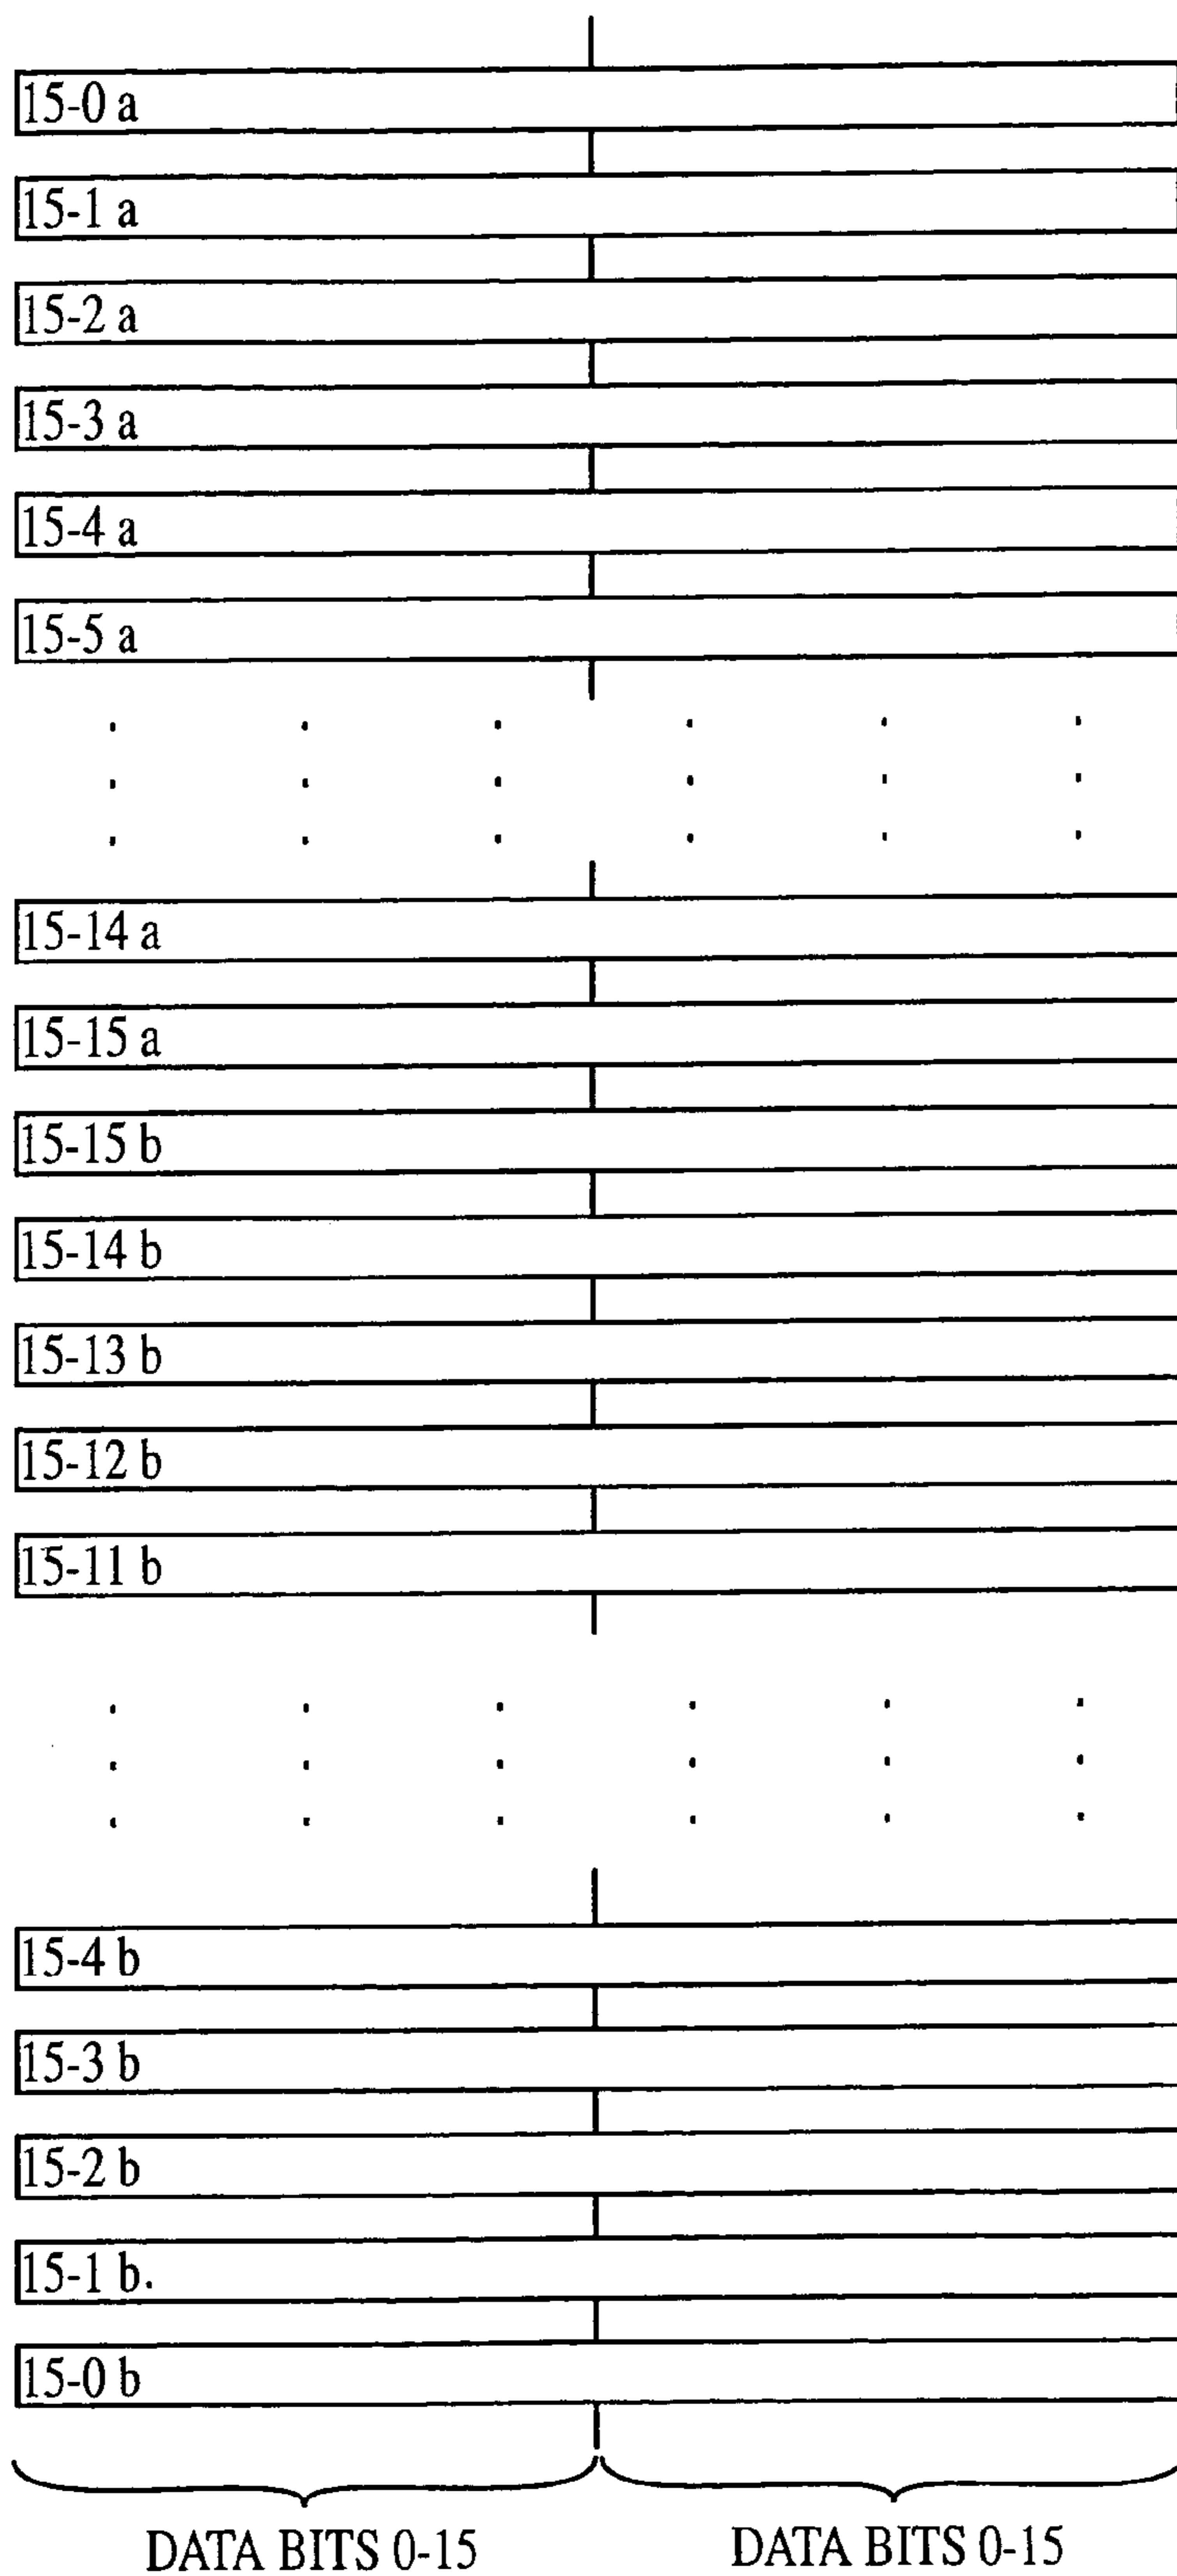 15-0 a
15-1 a
15-2 a
15-3 a
15-4 a
15-5 a
15-14 a
15-15 a
15-15 b
15-14 b
15-13 b
15-12 b
15-11 b
15-4 b
15-3 b
15-2 b
15-1 b.
15-0 b
DATA BITS 0-15 DATA BITS 0-15